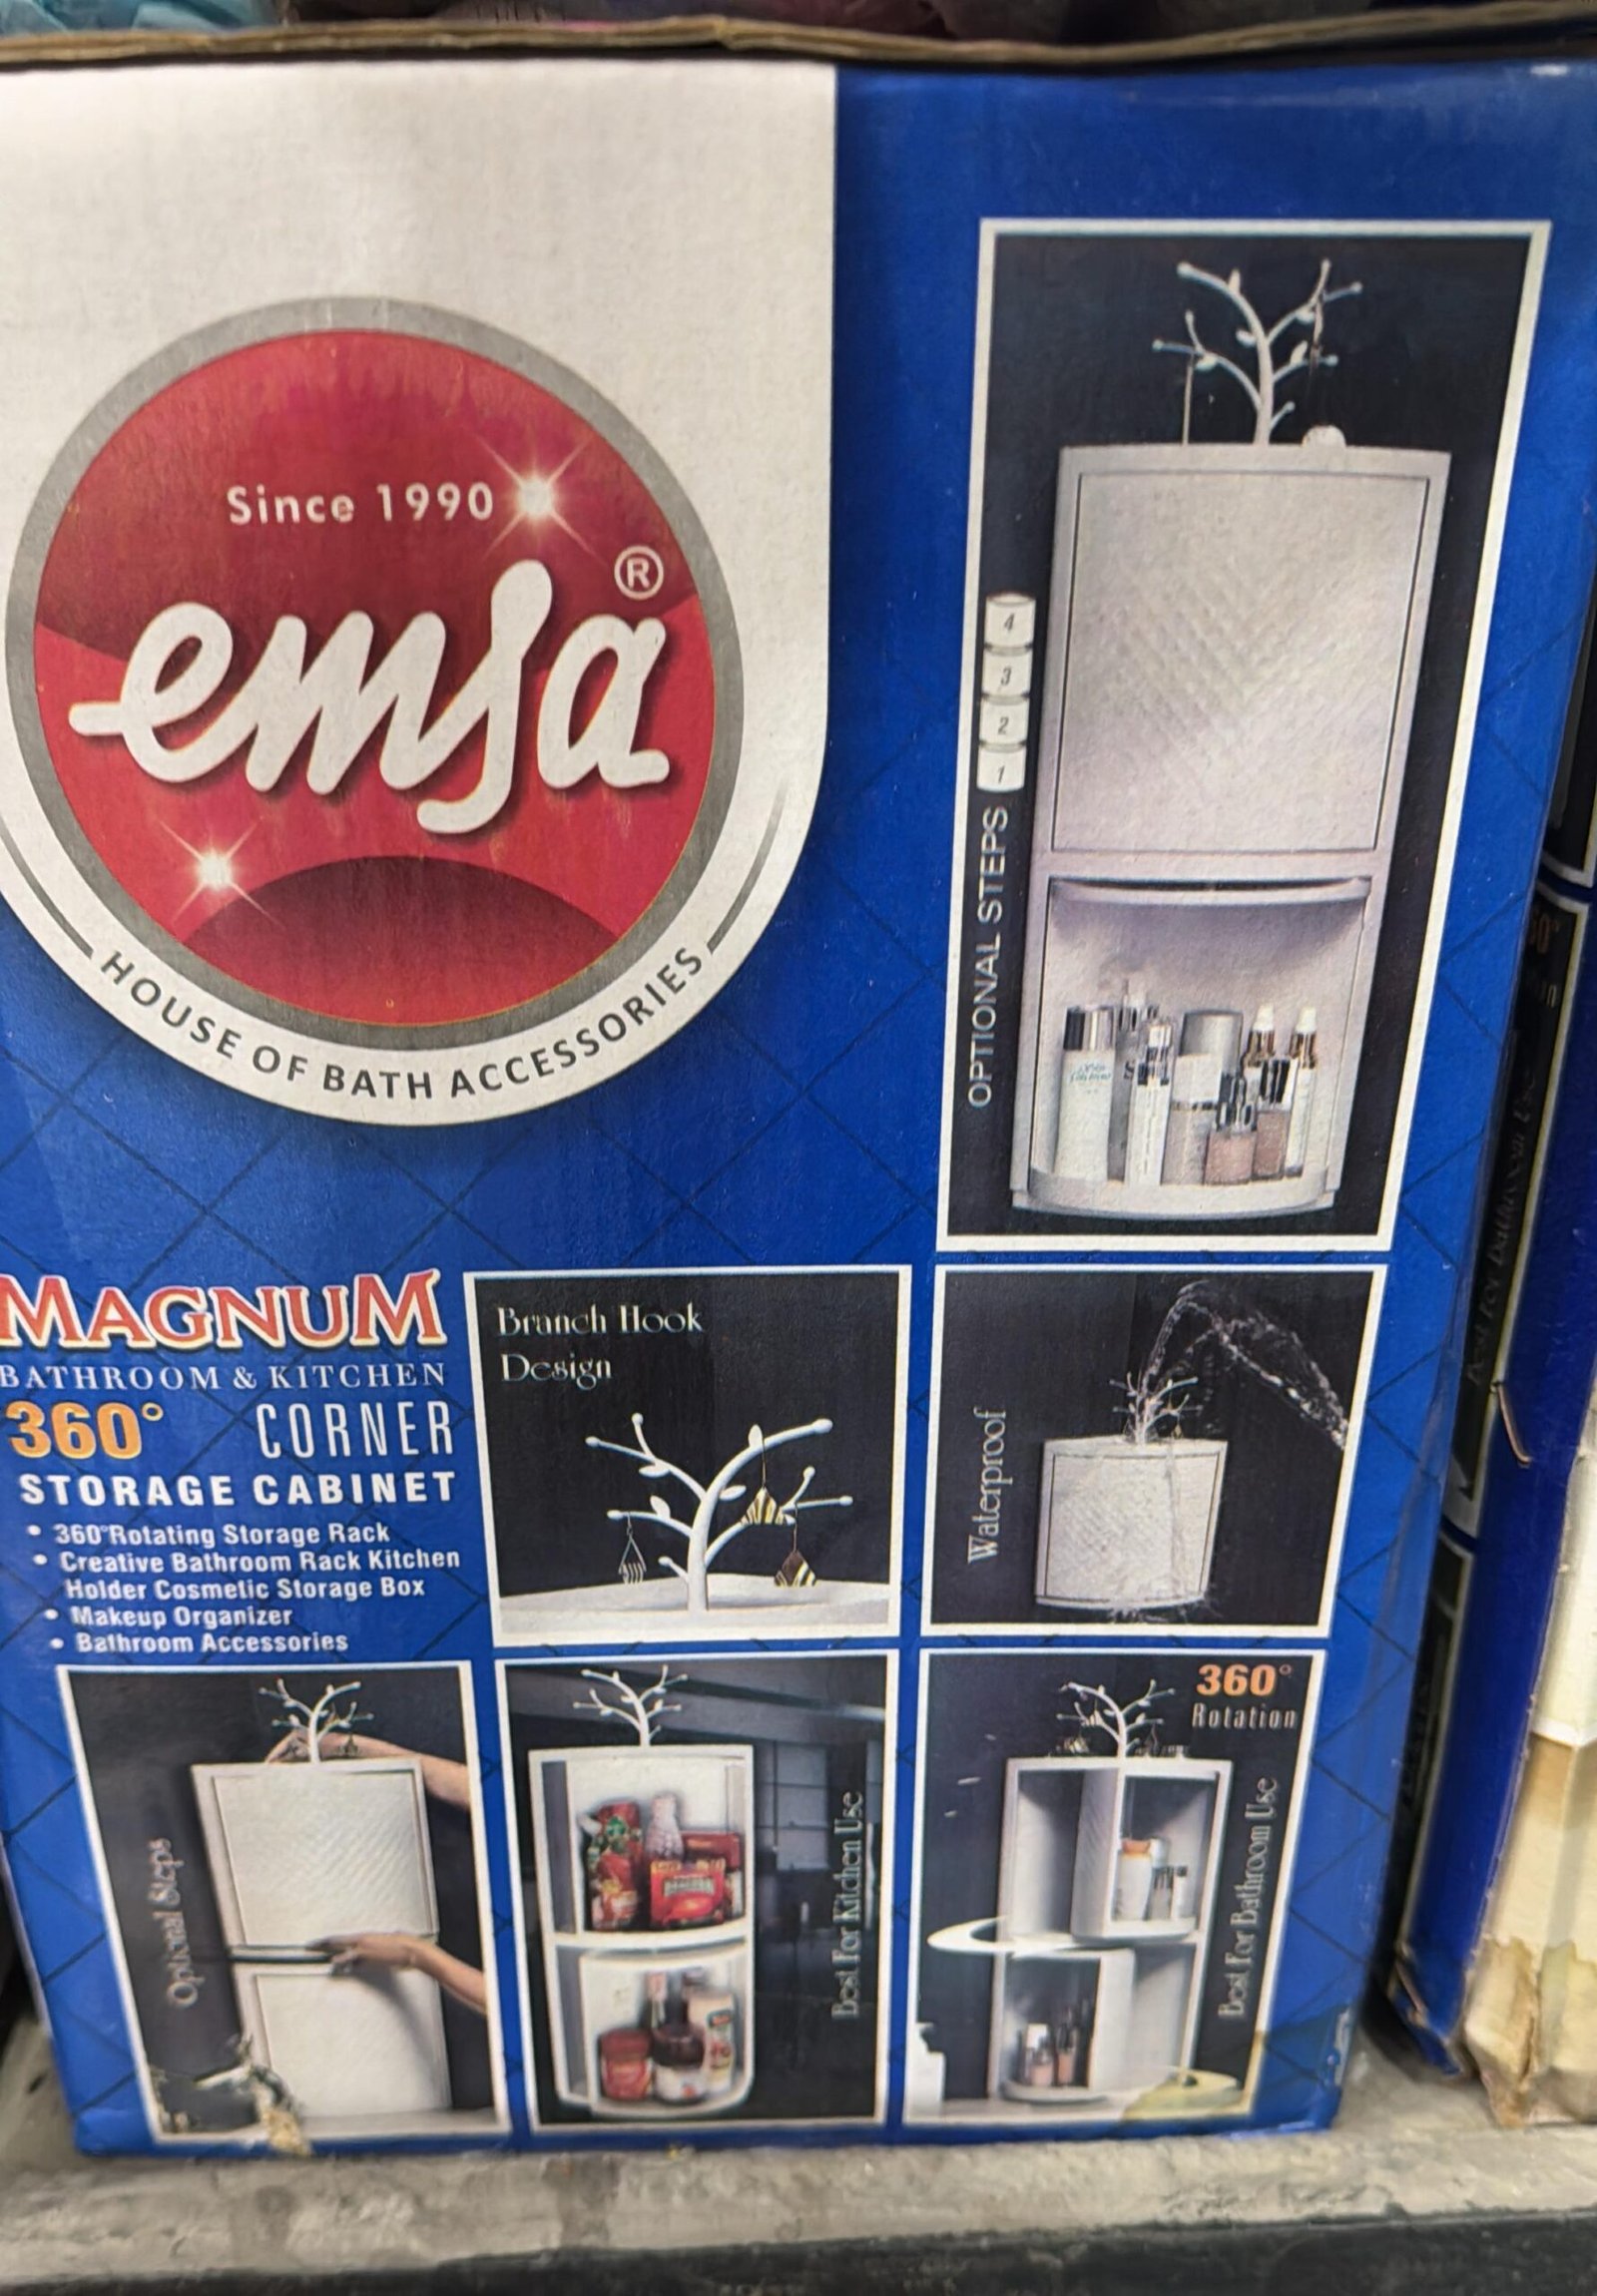 Since 1990
emsa®
HOUSE OF BATH ACCESSORIES
4
3
2
1
OPTIONAL STEPS
MAGNUM
BATHROOM & KITCHEN
360° CORNER
STORAGE CABINET
• 360°Rotating Storage Rack
• Creative Bathroom Rack Kitchen
Holder Cosmetic Storage Box
• Makeup Organizer
• Bathroom Accessories
Branch Hook
Design
Waterproof
Optional Steps
Best For Kitchen Use
360°
Rotation
Best For Bathroom Use